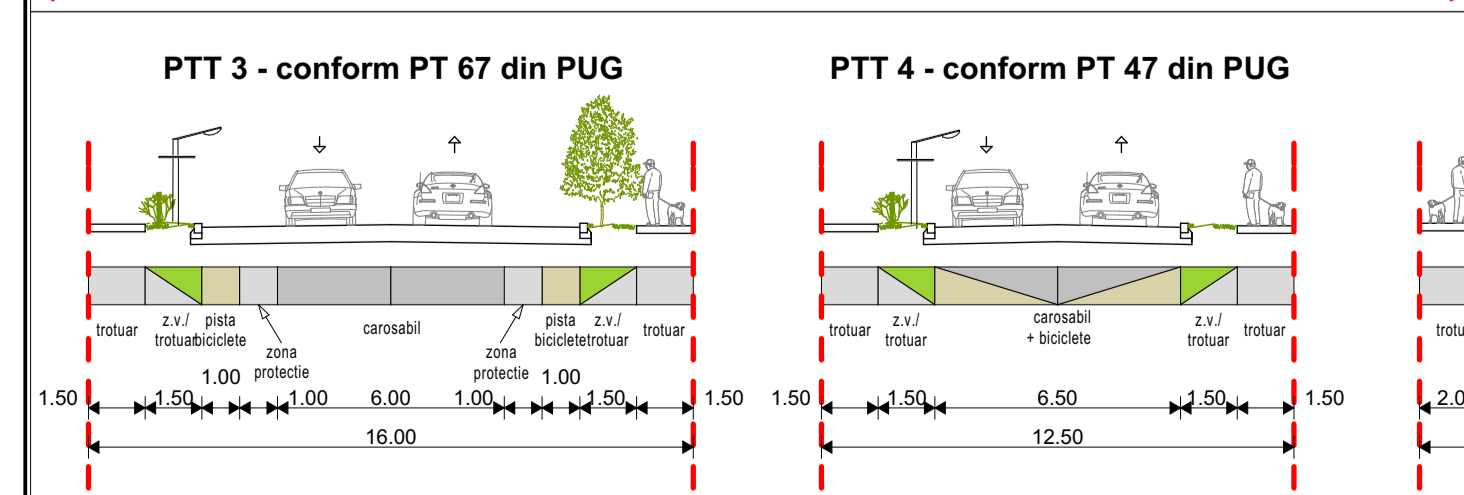 PTT 3 - conform PT 67 din PUG
trotuar
z.v./
trotuar
pista
biciclete
zona
protectie
carosabil
zona
protectie
pista
biciclete
z.v./
trotuar
trotuar
1.00
1.00
1.50
1.50
1.00
6.00
1.00
1.50
1.50
16.00
PTT 4 - conform PT 47 din PUG
trotuar
z.v./
trotuar
carosabil
+ biciclete
z.v./
trotuar
trotuar
1.50
1.50
6.50
1.50
1.50
12.50